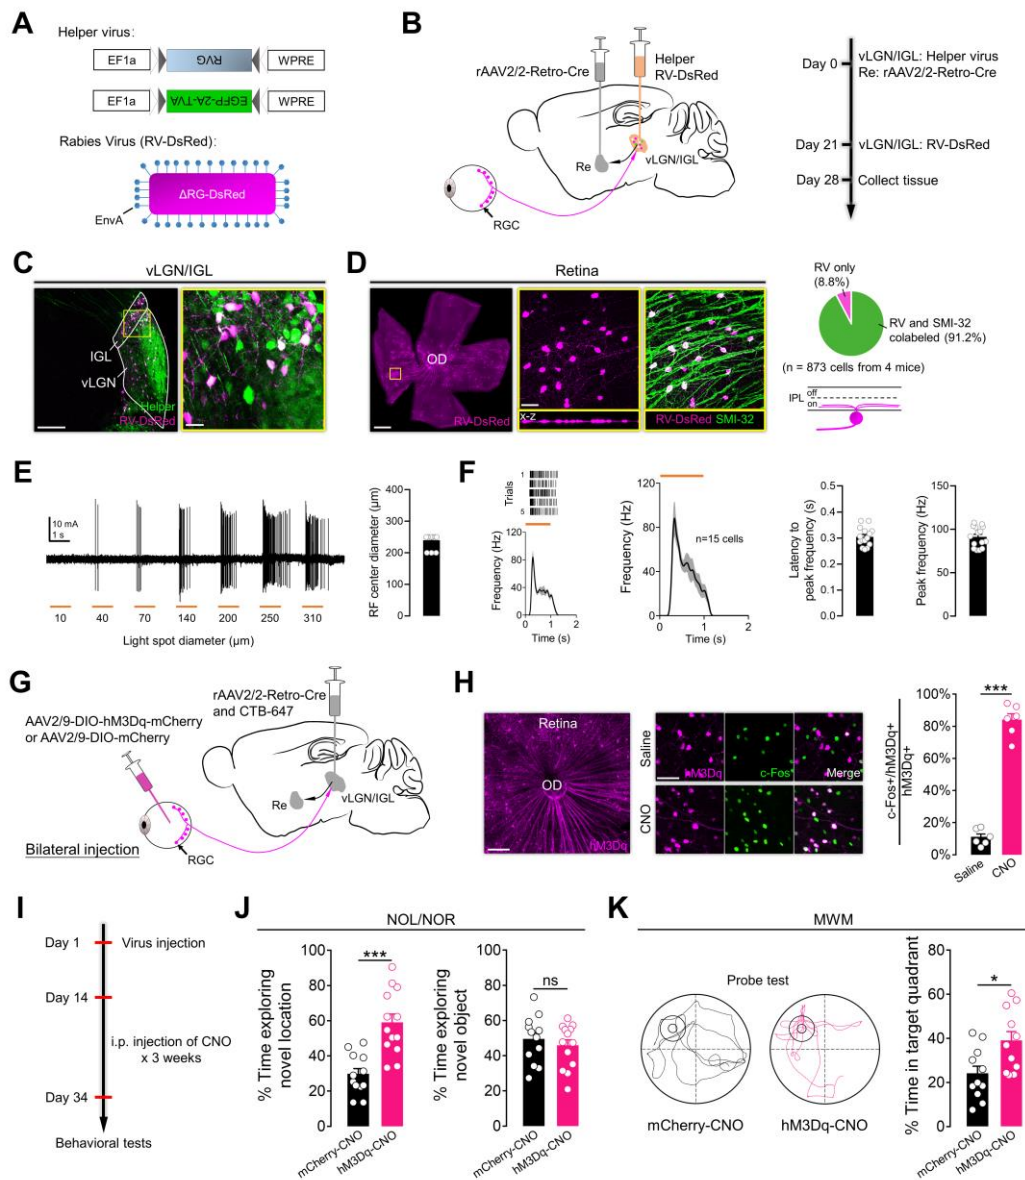 A
Helper virus:
EF1a
RVG
WPRE
EF1a
EGFP-2A-TVA
WPRE
Rabies Virus (RV-DsRed):
ΔRG-DsRed
EnvA
B
rAAV2/2-Retro-Cre
Helper
RV-DsRed
Re
vLGN/IGL
RGC
Day 0
vLGN/IGL: Helper virus
Re: rAAV2/2-Retro-Cre
Day 21
vLGN/IGL: RV-DsRed
Day 28
Collect tissue
C
vLGN/IGL
IGL
vLGN
Helper
RV-DsRed
D
Retina
OD
RV-DsRed
x-z
RV-DsRed SMI-32
RV only
(8.8%)
RV and SMI-32
colabeled (91.2%)
(n = 873 cells from 4 mice)
IPL
off
on
E
10 mA
1 s
10
40
70
140
200
250
310
Light spot diameter (µm)
RF center diameter (µm)
400
300
200
100
0
F
Trials
1
5
Frequency (Hz)
120
80
40
0
0
1
2
Time (s)
Frequency (Hz)
120
80
40
0
n=15 cells
0
1
2
Time (s)
Latency to
peak frequency (s)
0.5
0.4
0.3
0.2
0.1
0.0
Peak frequency (Hz)
150
100
50
0
G
AAV2/9-DIO-hM3Dq-mCherry
or AAV2/9-DIO-mCherry
rAAV2/2-Retro-Cre
and CTB-647
Re
vLGN/IGL
Bilateral injection
RGC
H
Retina
OD
hM3Dq
Saline
CNO
hM3Dq
c-Fos
Merge
c-Fos+/hM3Dq+
hM3Dq+
100%
80%
60%
40%
20%
0%
***
Saline
CNO
I
Day 1
Virus injection
Day 14
i.p. injection of CNO
x 3 weeks
Day 34
Behavioral tests
J
NOL/NOR
% Time exploring
novel location
100
80
60
40
20
0
***
mCherry-CNO
hM3Dq-CNO
% Time exploring
novel object
100
80
60
40
20
0
ns
mCherry-CNO
hM3Dq-CNO
K
MWM
Probe test
mCherry-CNO
hM3Dq-CNO
% Time in target quadrant
80
60
40
20
0
*
mCherry-CNO
hM3Dq-CNO